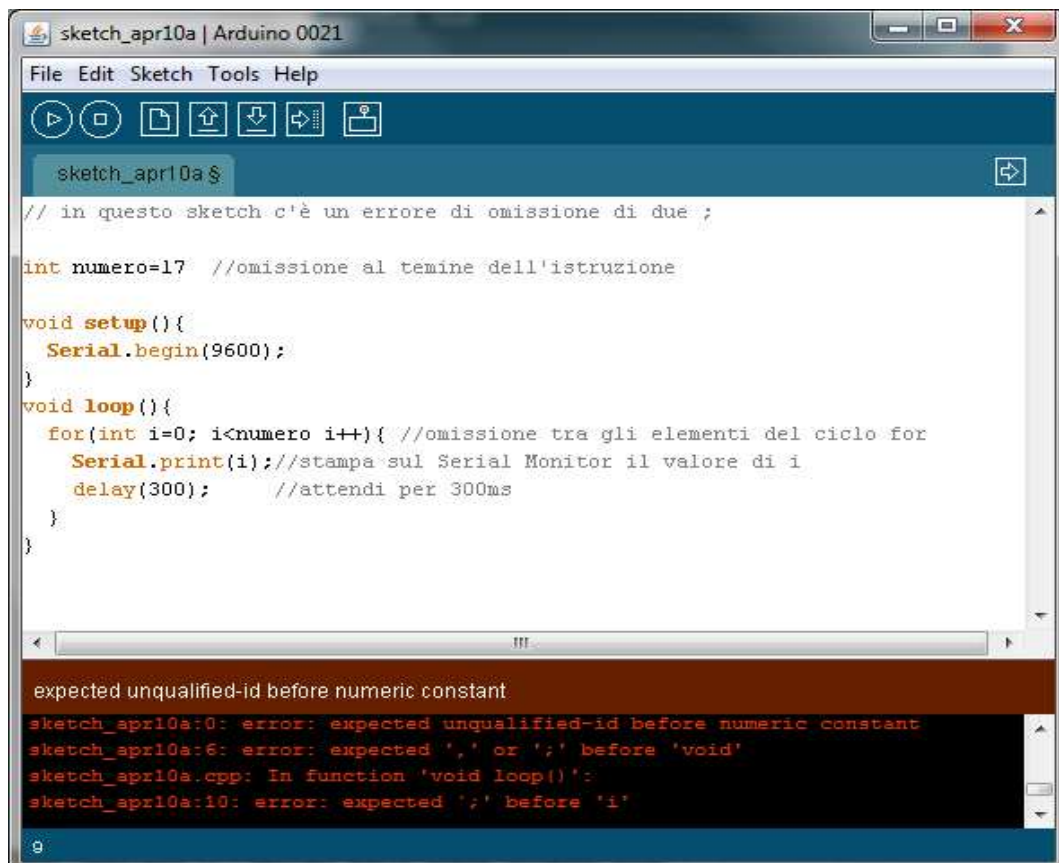 sketch_apr10a | Arduino 0021
File Edit Sketch Tools Help
sketch_apr10a §
// in questo sketch c'è un errore di omissione di due ;
int numero=17 //omissione al temine dell'istruzione
void setup(){
Serial.begin(9600);
}
void loop(){
for(int i=0; i<numero i++){ //omissione tra gli elementi del ciclo for
Serial.print(i);//stampa sul Serial Monitor il valore di i
delay(300); //attendi per 300ms
}
}
expected unqualified-id before numeric constant
sketch_apr10a:0: error: expected unqualified-id before numeric constant
sketch_apr10a:6: error: expected ',' or ';' before 'void'
sketch_apr10a.cpp: In function 'void loop()':
sketch_apr10a:10: error: expected ';' before 'i'
9